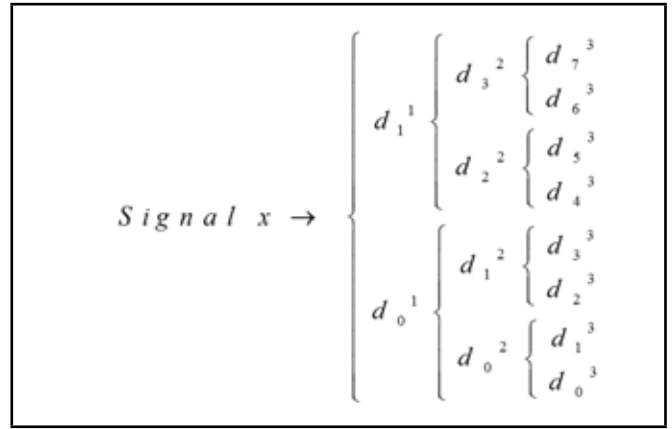 d₇³
d₃²
d₆³
d₁¹
d₅³
d₂²
d₄³
Signal x →
d₃³
d₁²
d₂³
d₀¹
d₁³
d₀²
d₀³